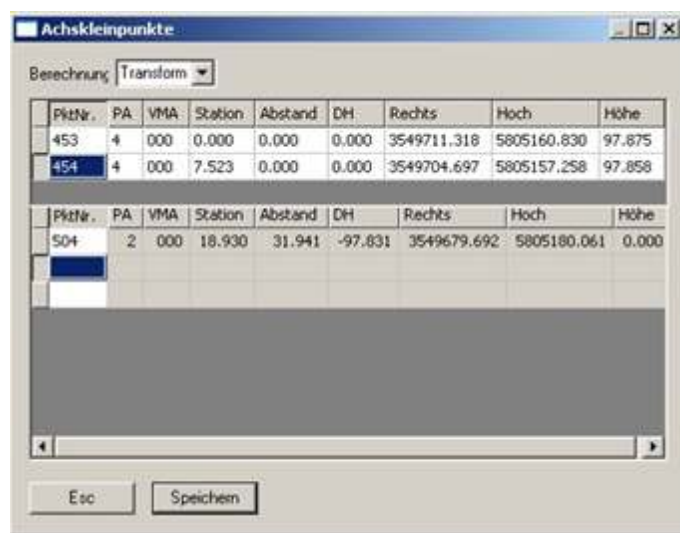 Achskleinpunkte
Berechnung Transform
PktNr. PA VMA Station Abstand DH Rechts Hoch Höhe
453 4 000 0.000 0.000 0.000 3549711.318 5805160.830 97.875
454 4 000 7.523 0.000 0.000 3549704.697 5805157.258 97.858
PktNr. PA VMA Station Abstand DH Rechts Hoch Höhe
504 2 000 18.930 31.941 -97.831 3549679.692 5805180.061 0.000
Esc Speichern